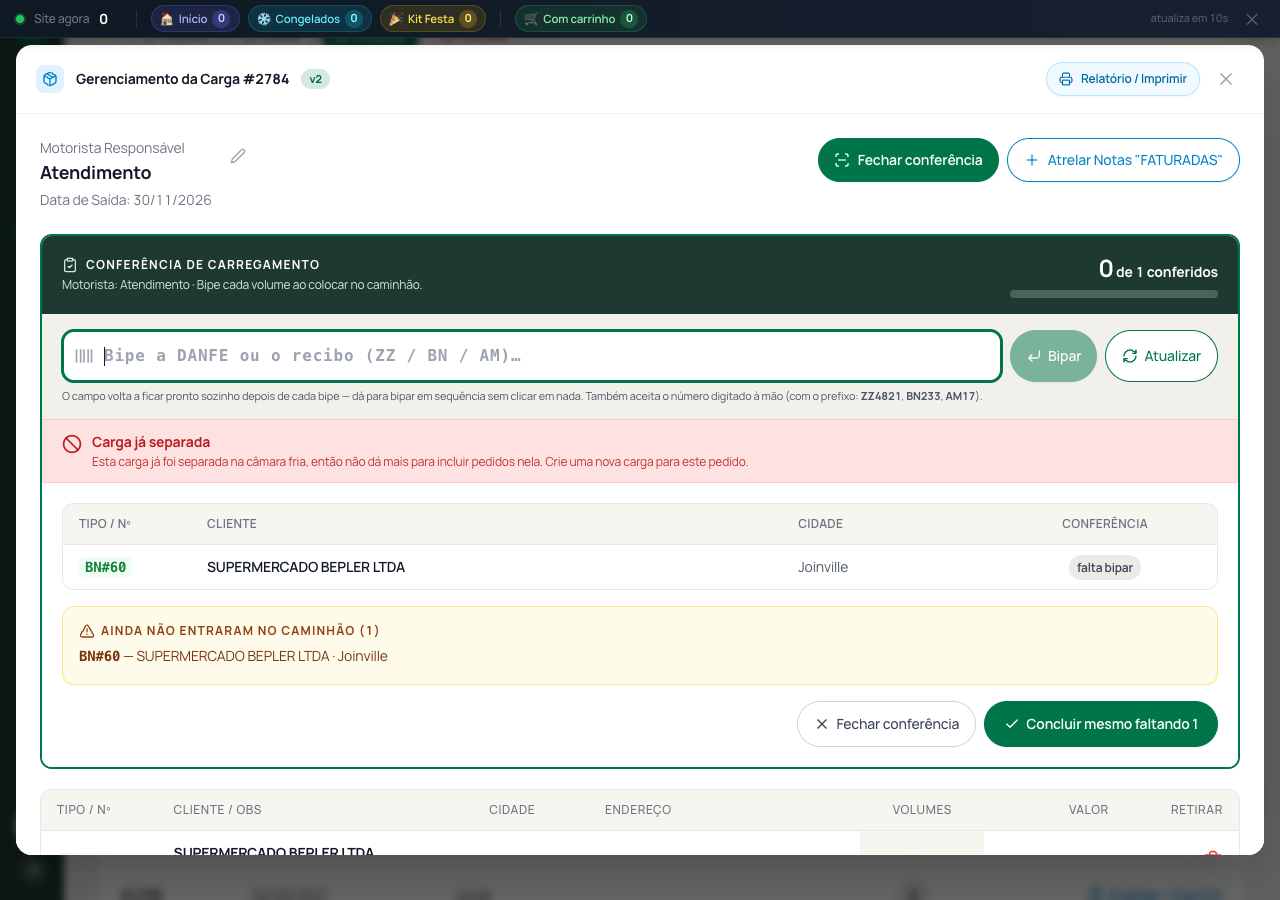 Site agora 0
🏠 Início 0
❄️ Congelados 0
🎉 Kit Festa 0
🛒 Com carrinho 0
atualiza em 10s
Gerenciamento da Carga #2784 v2
Relatório / Imprimir
Motorista Responsável
Atendimento
Data de Saída: 30/11/2026
Fechar conferência
Atrelar Notas "FATURADAS"
CONFERÊNCIA DE CARREGAMENTO
Motorista: Atendimento · Bipe cada volume ao colocar no caminhão.
0 de 1 conferidos
Bipe a DANFE ou o recibo (ZZ / BN / AM)…
Bipar
Atualizar
O campo volta a ficar pronto sozinho depois de cada bipe — dá para bipar em sequência sem clicar em nada. Também aceita o número digitado à mão (com o prefixo: ZZ4821, BN233, AM17).
Carga já separada
Esta carga já foi separada na câmara fria, então não dá mais para incluir pedidos nela. Crie uma nova carga para este pedido.
TIPO / Nº CLIENTE CIDADE CONFERÊNCIA
BN#60 SUPERMERCADO BEPLER LTDA Joinville falta bipar
AINDA NÃO ENTRARAM NO CAMINHÃO (1)
BN#60 — SUPERMERCADO BEPLER LTDA · Joinville
Fechar conferência
Concluir mesmo faltando 1
TIPO / Nº CLIENTE / OBS CIDADE ENDEREÇO VOLUMES VALOR RETIRAR
SUPERMERCADO BEPLER LTDA